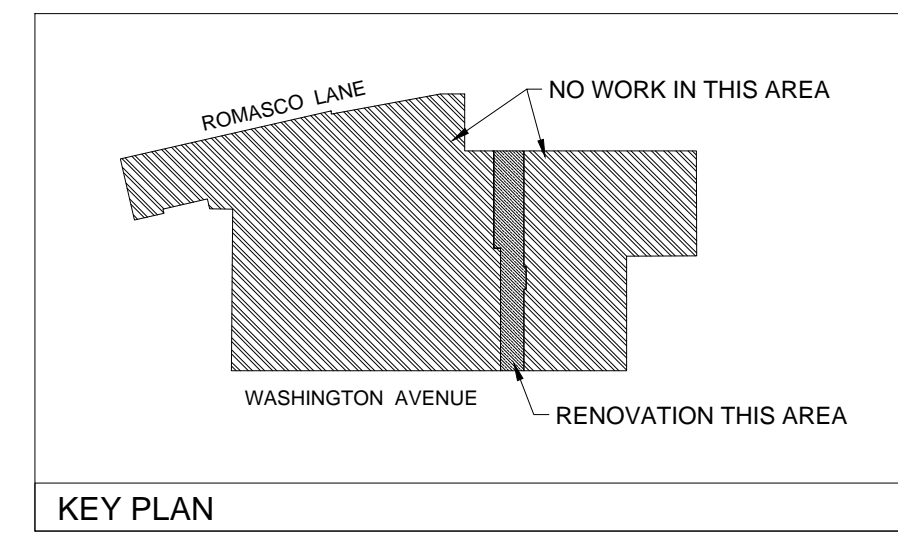 ROMASCO LANE
NO WORK IN THIS AREA
WASHINGTON AVENUE
RENOVATION THIS AREA
KEY PLAN